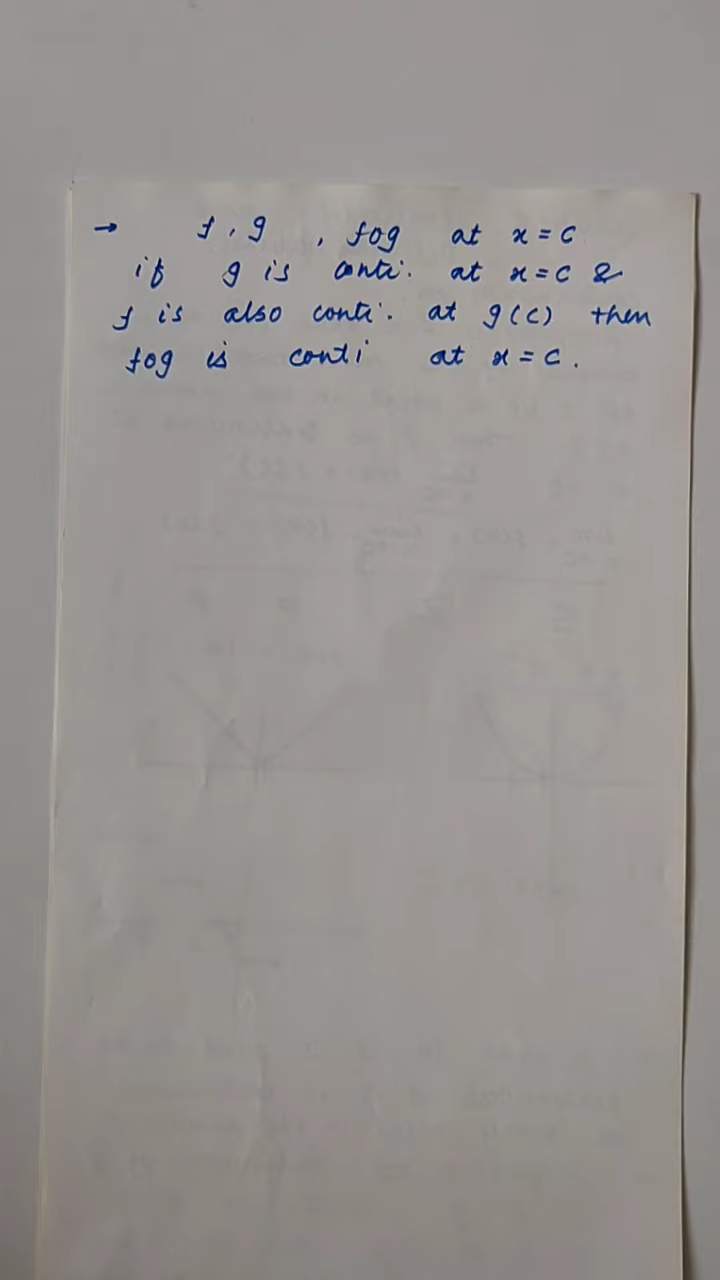 → f, g , fog at x = c
if g is conti. at x = c &
f is also conti. at g(c) then
fog is conti at x = c.